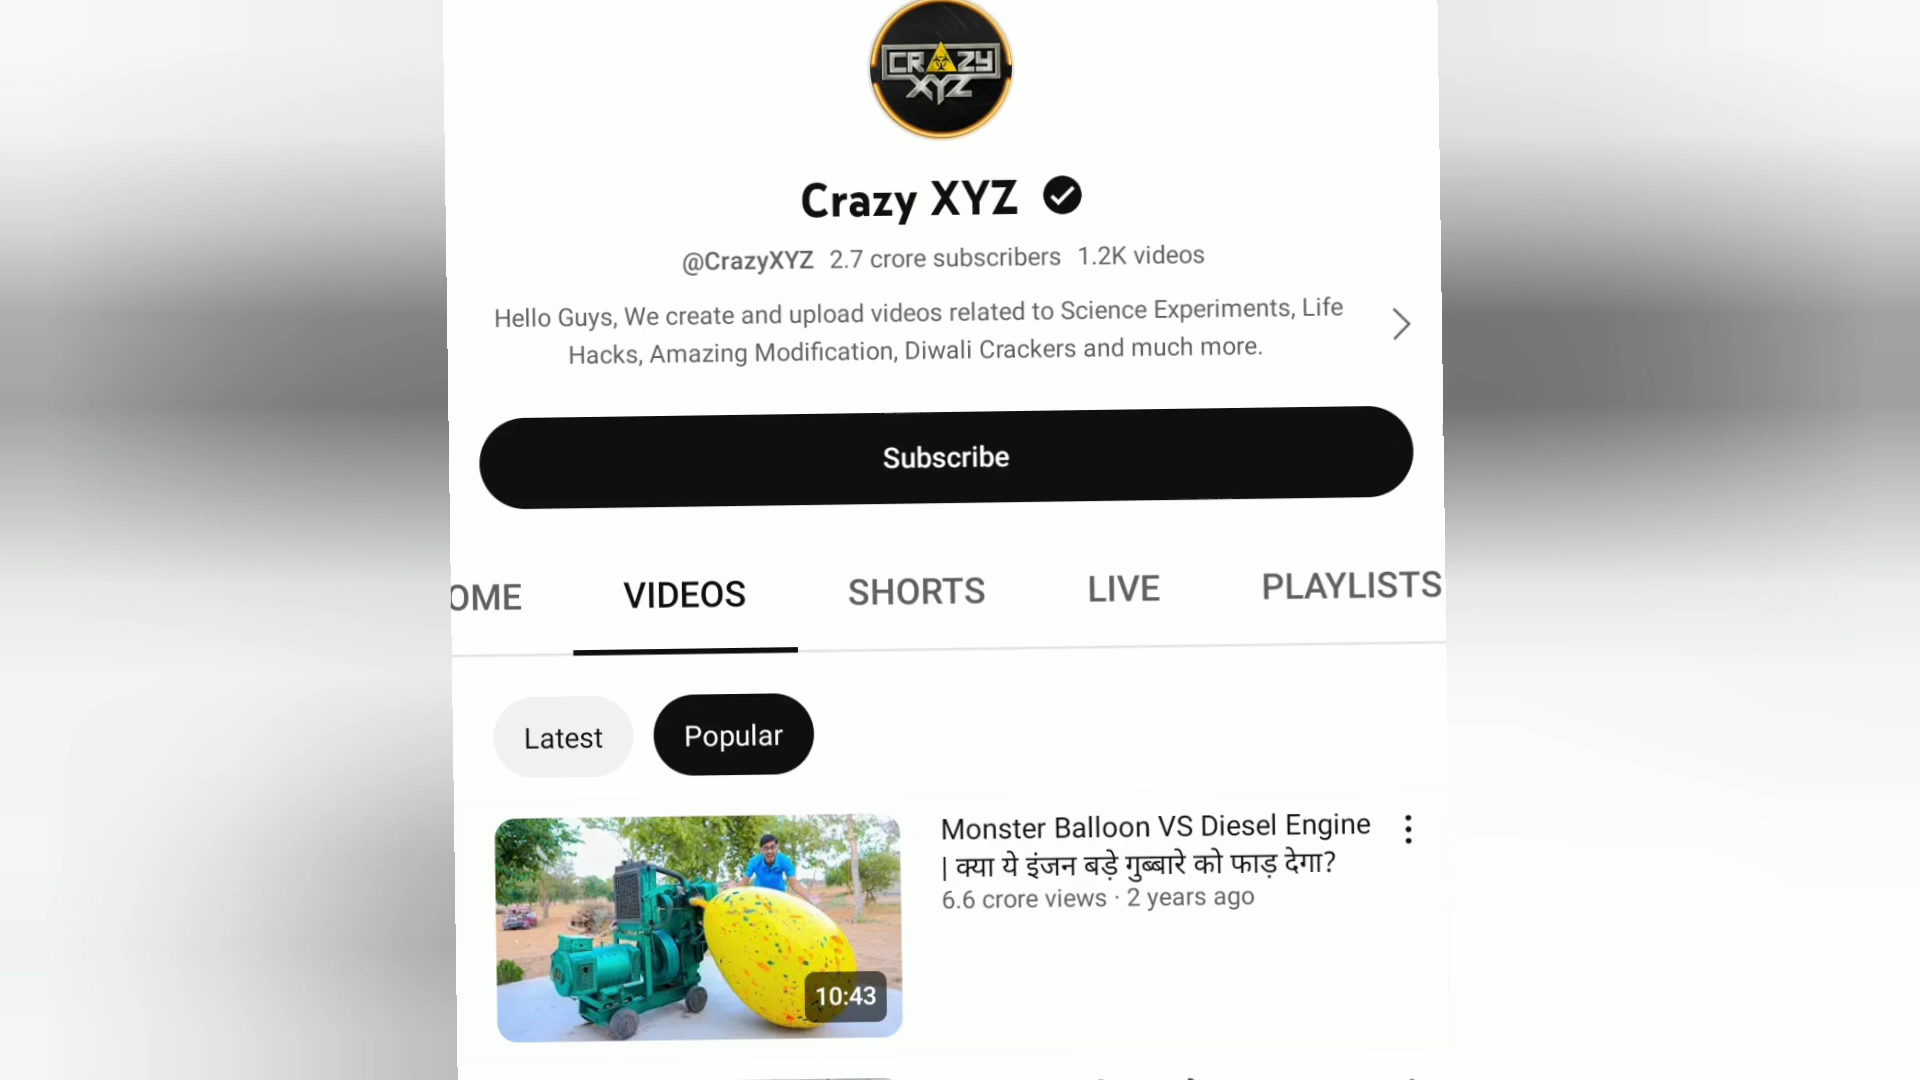 CRAZY
XYZ
Crazy XYZ
@CrazyXYZ 2.7 crore subscribers 1.2K videos
Hello Guys, We create and upload videos related to Science Experiments, Life
Hacks, Amazing Modification, Diwali Crackers and much more.
Subscribe
OME VIDEOS SHORTS LIVE PLAYLISTS
Latest Popular
Monster Balloon VS Diesel Engine
| क्या ये इंजन बड़े गुब्बारे को फाड़ देगा?
6.6 crore views · 2 years ago
10:43